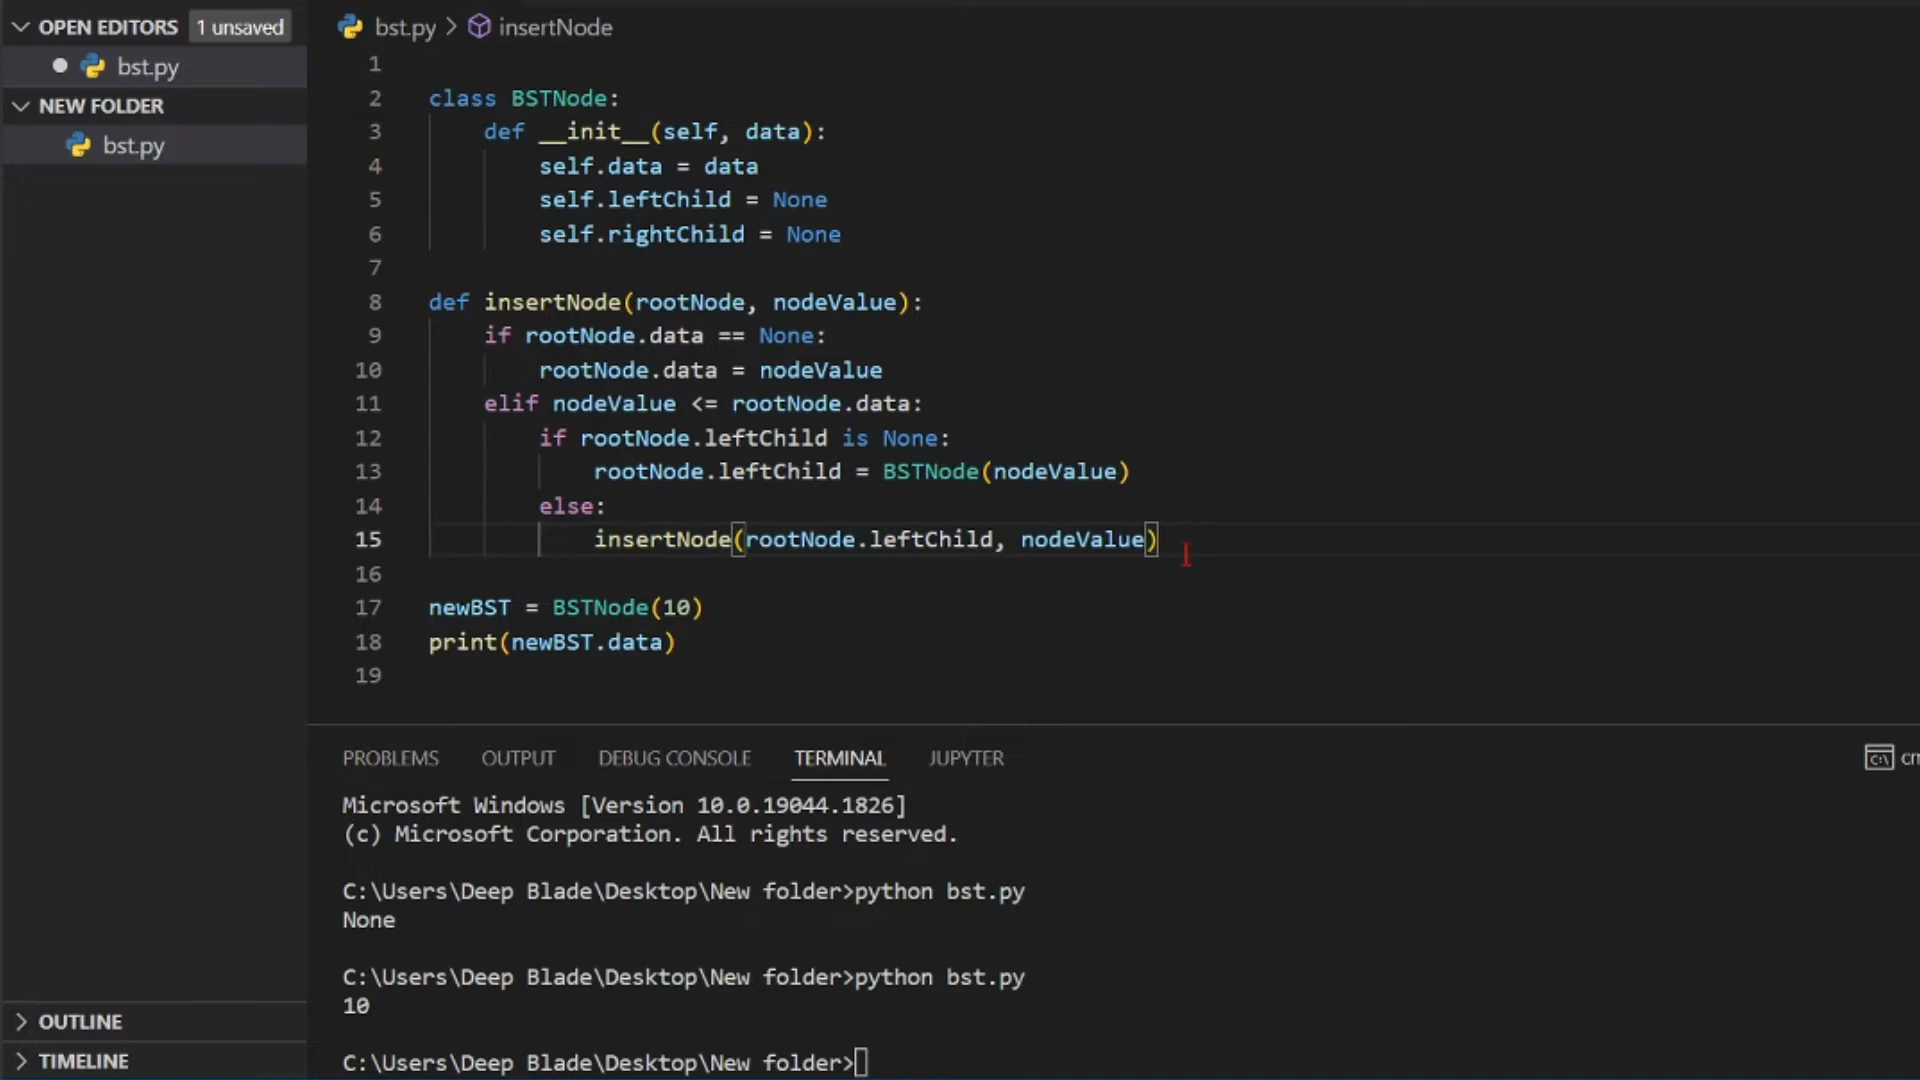 OPEN EDITORS 1 unsaved
bst.py
NEW FOLDER
bst.py
OUTLINE
TIMELINE
bst.py > insertNode
1
2 class BSTNode:
3 def __init__(self, data):
4 self.data = data
5 self.leftChild = None
6 self.rightChild = None
7
8 def insertNode(rootNode, nodeValue):
9 if rootNode.data == None:
10 rootNode.data = nodeValue
11 elif nodeValue <= rootNode.data:
12 if rootNode.leftChild is None:
13 rootNode.leftChild = BSTNode(nodeValue)
14 else:
15 insertNode(rootNode.leftChild, nodeValue)
16
17 newBST = BSTNode(10)
18 print(newBST.data)
19
PROBLEMS OUTPUT DEBUG CONSOLE TERMINAL JUPYTER
Microsoft Windows [Version 10.0.19044.1826]
(c) Microsoft Corporation. All rights reserved.
C:\Users\Deep Blade\Desktop\New folder>python bst.py
None
C:\Users\Deep Blade\Desktop\New folder>python bst.py
10
C:\Users\Deep Blade\Desktop\New folder>